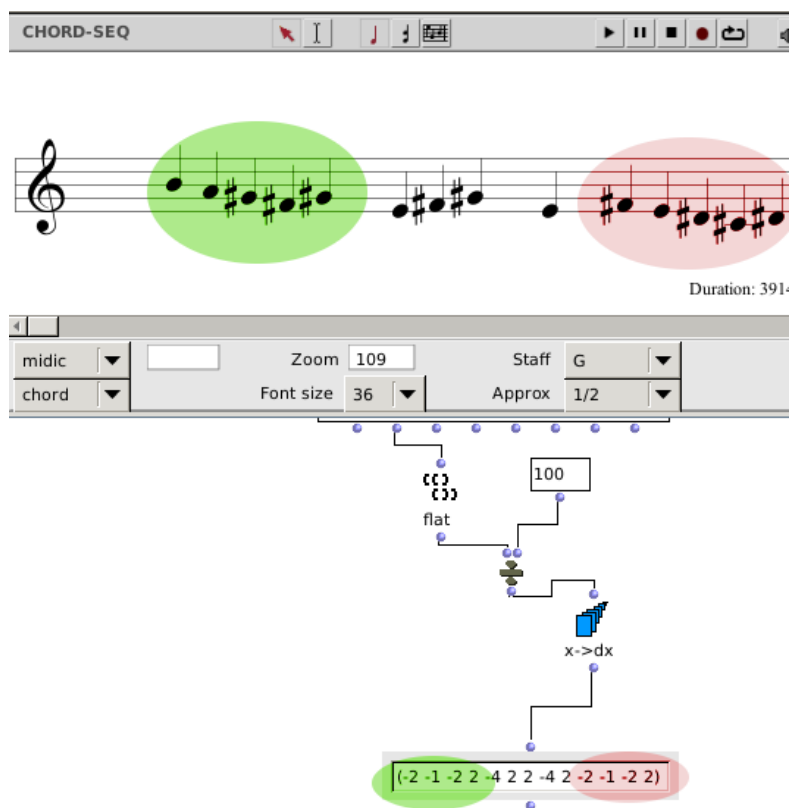 CHORD-SEQ
Duration: 3914
midic Zoom 109 Staff G
chord Font size 36 Approx 1/2
100
flat
x->dx
(-2 -1 -2 2 -4 2 2 -4 2 -2 -1 -2 2)